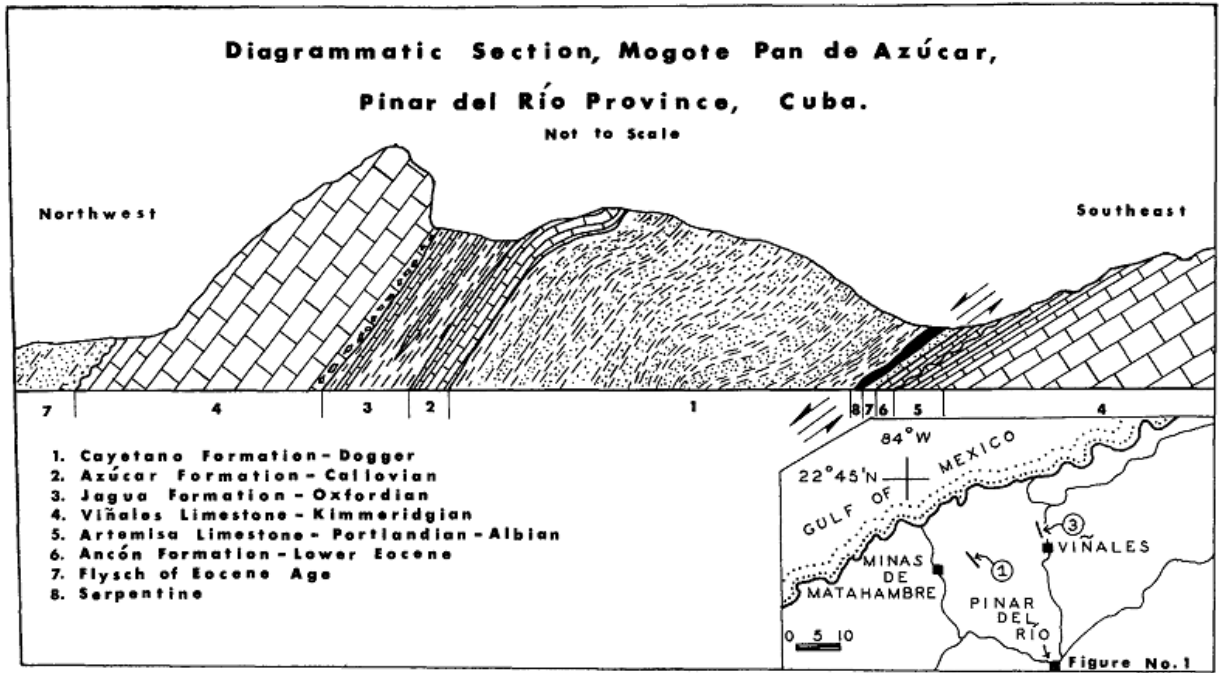 Diagrammatic Section, Mogote Pan de Azúcar,
Pinar del Río Province, Cuba.
Not to Scale
Northwest
Southeast
7 4 3 2 1 8 7 6 5 4
1. Cayetano Formation - Dogger
2. Azúcar Formation - Callovian
3. Jagua Formation - Oxfordian
4. Viñales Limestone - Kimmeridgian
5. Artemisa Limestone - Portlandian - Albian
6. Ancón Formation - Lower Eocene
7. Flysch of Eocene Age
8. Serpentine
84° W
22° 45' N
GULF OF MEXICO
3
VIÑALES
1
MINAS
DE
MATAHAMBRE
PINAR
DEL
RÍO
0 5 10
Figure No. 1